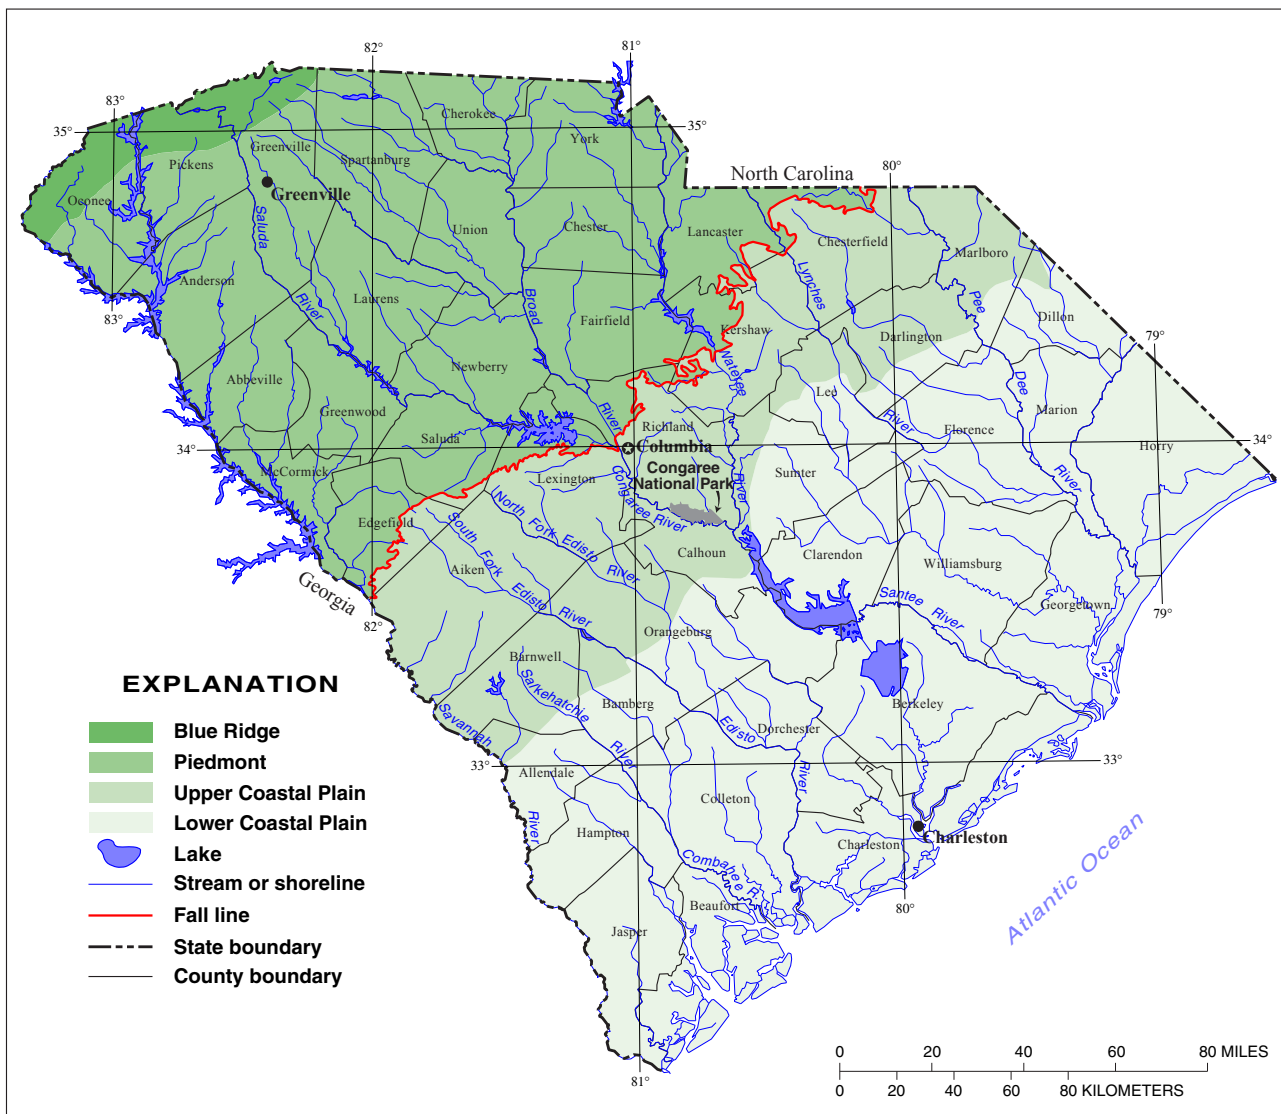 82°
81°
83°
35°
35°
Cherokee
York
Greenville
Spartanburg
Pickens
North Carolina
80°
Greenville
Oconee
Saluda
Union
Chester
Lancaster
Chesterfield
Marlboro
Anderson
River
Laurens
Broad
Lynches
Pee
83°
Fairfield
Kershaw
Dillon
Darlington
79°
Newberry
Wateree
Abbeville
Lee
Dee
Greenwood
River
Richland
River
Marion
Saluda
Florence
Horry
34°
Columbia
34°
McCormick
Congaree
National Park
Lexington
Sumter
River
River
North Fork Edisto River
Congaree River
Edgefield
South Fork Edisto River
Calhoun
Clarendon
Aiken
Williamsburg
Georgia
Santee River
Georgetown
79°
82°
Orangeburg
Barnwell
EXPLANATION
Salkehatchie
Bamberg
Berkeley
Savannah
Edisto
Dorchester
Blue Ridge
River
Piedmont
33°
Allendale
River
33°
Upper Coastal Plain
Colleton
Lower Coastal Plain
River
Hampton
Charleston
Charleston
Lake
Combahee R.
Atlantic Ocean
Stream or shoreline
80°
Beaufort
Fall line
Jasper
State boundary
County boundary
0 20 40 60 80 MILES
0 20 40 60 80 KILOMETERS
81°